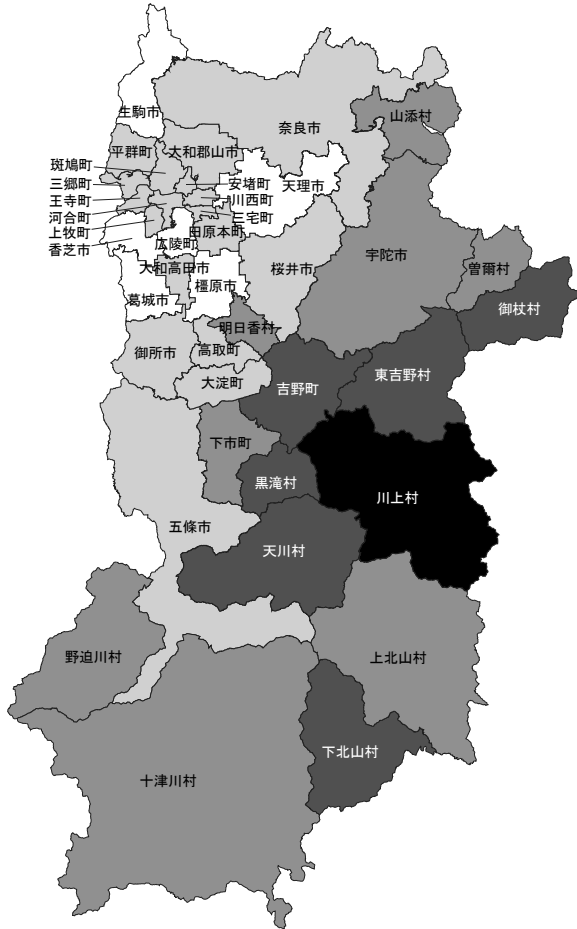 生駒市
奈良市
山添村
平群町
大和郡山市
斑鳩町
三郷町
王寺町
河合町
上牧町
香芝市
安堵町
川西町
三宅町
天理市
広陵町
田原本町
大和高田市
橿原市
葛城市
桜井市
宇陀市
曽爾村
御杖村
明日香村
御所市
高取町
大淀町
吉野町
東吉野村
下市町
黒滝村
川上村
五條市
天川村
野迫川村
上北山村
下北山村
十津川村